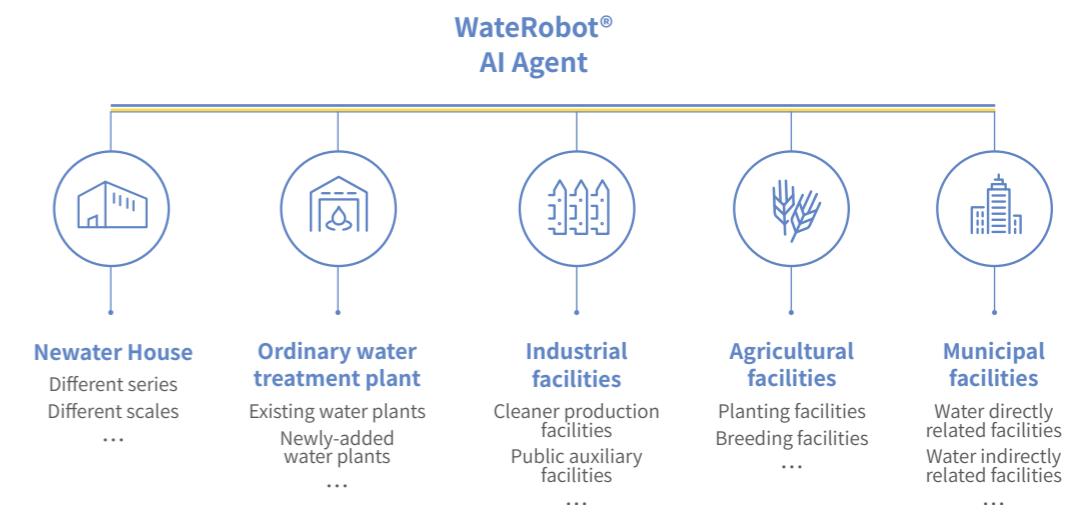 WateRobot®
AI Agent
Newater House
Different series
Different scales
...
Ordinary water
treatment plant
Existing water plants
Newly-added
water plants
...
Industrial
facilities
Cleaner production
facilities
Public auxiliary
facilities
...
Agricultural
facilities
Planting facilities
Breeding facilities
...
Municipal
facilities
Water directly
related facilities
Water indirectly
related facilities
...